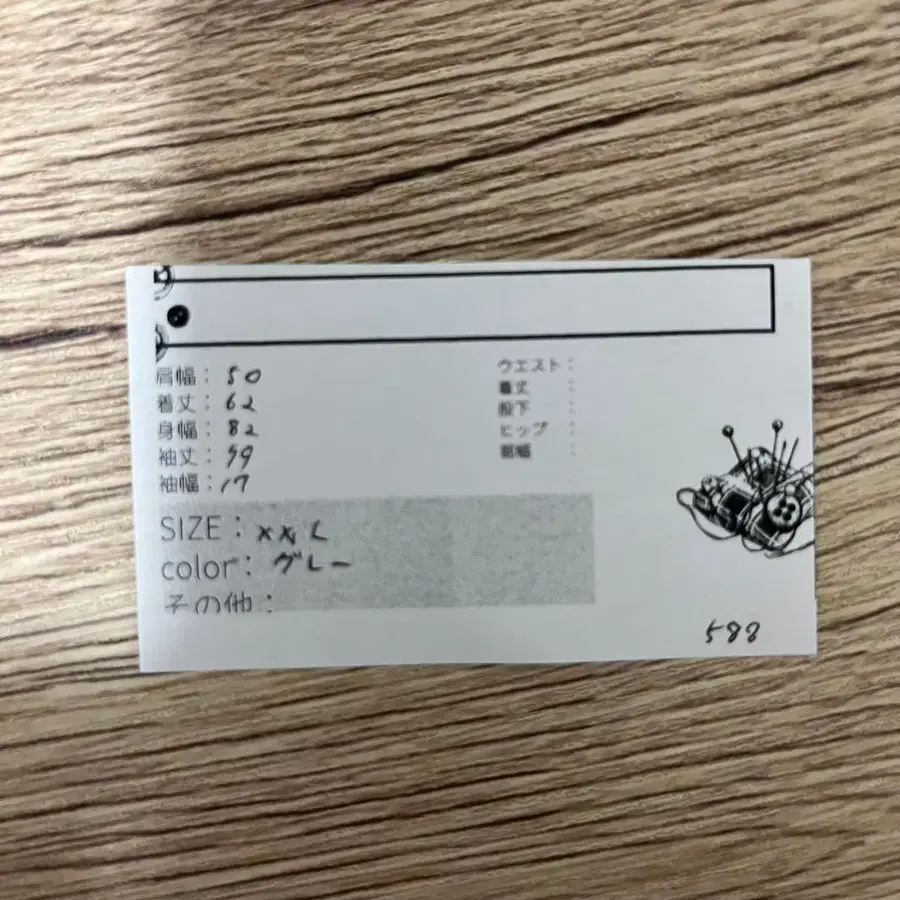 肩幅：50
着丈：62
身幅：82
袖丈：59
袖幅：17
ウエスト：
着丈：
股下：
ヒップ：
裾幅：
SIZE：XXL
color：グレー
その他：
588